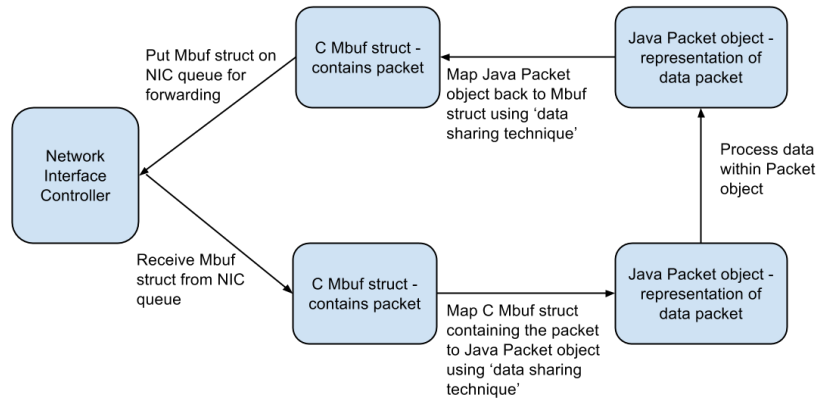 Put Mbuf struct on
NIC queue for
forwarding
C Mbuf struct -
contains packet
Map Java Packet
object back to Mbuf
struct using ‘data
sharing technique’
Java Packet object -
representation of
data packet
Network
Interface
Controller
Process data
within Packet
object
Receive Mbuf
struct from NIC
queue
C Mbuf struct -
contains packet
Map C Mbuf struct
containing the packet
to Java Packet object
using ‘data sharing
technique’
Java Packet object -
representation of
data packet